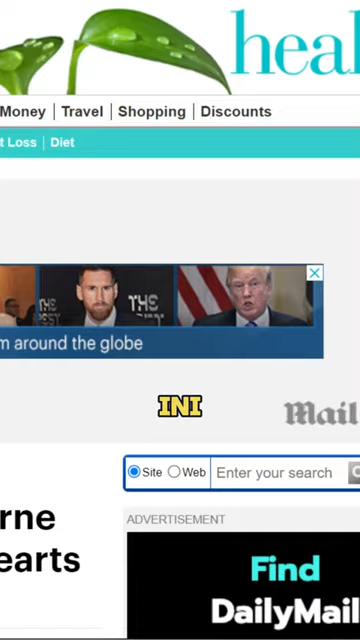 heal
Money | Travel | Shopping | Discounts
t Loss | Diet
THE
THE
m around the globe
INI
Mail
Site Web Enter your search
rne
earts
ADVERTISEMENT
Find
DailyMail